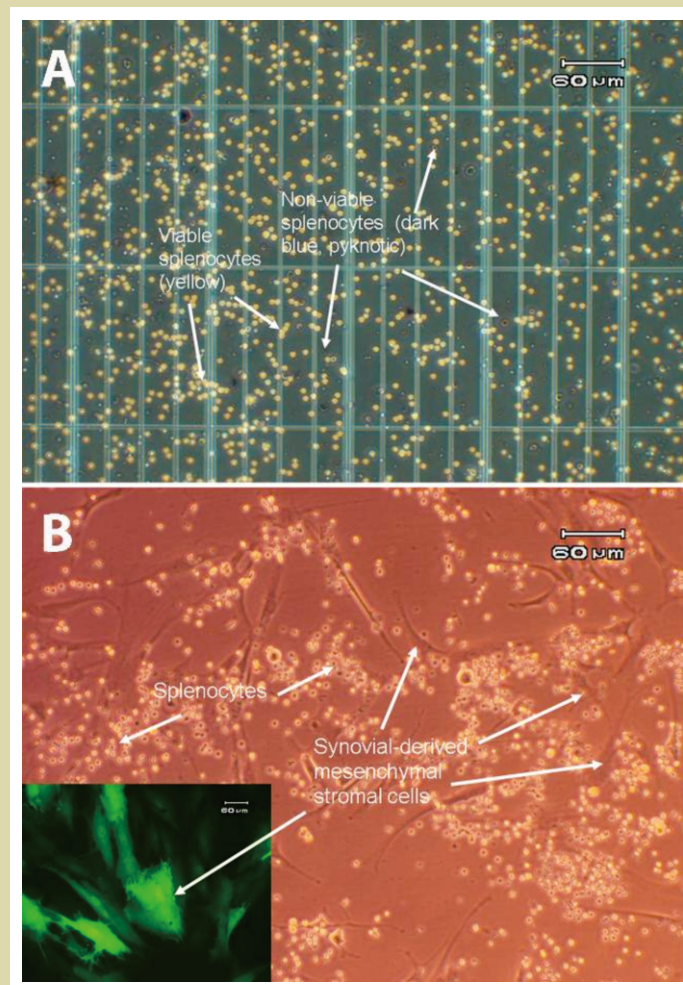 A
60 µm
Non-viable
splenocytes (dark
blue, pyknotic)
Viable
splenocytes
(yellow)
B
60 µm
Splenocytes
Synovial-derived
mesenchymal
stromal cells
60 µm